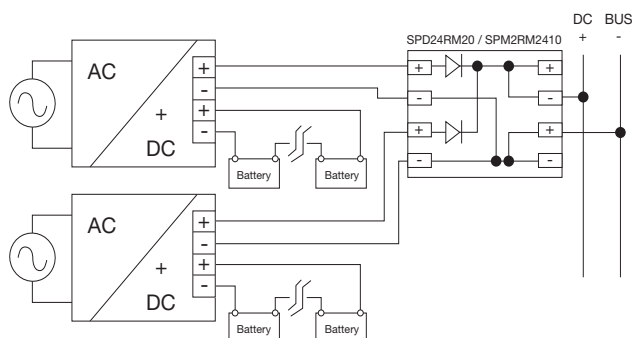 DC BUS
+ -
SPD24RM20 / SPM2RM2410
AC
+
DC
+
-
+
-
Battery
Battery
+
-
+
-
+
-
+
-
AC
+
DC
+
-
+
-
Battery
Battery